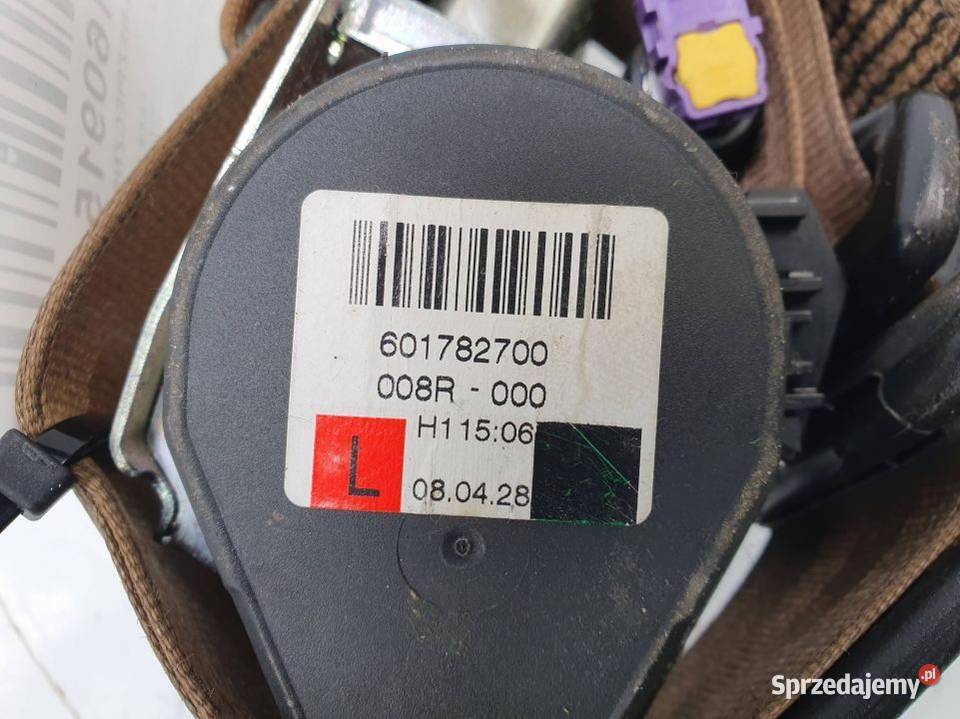 601782700
008R - 000
H115:06
L
08.04.28
Sprzedajemy.pl